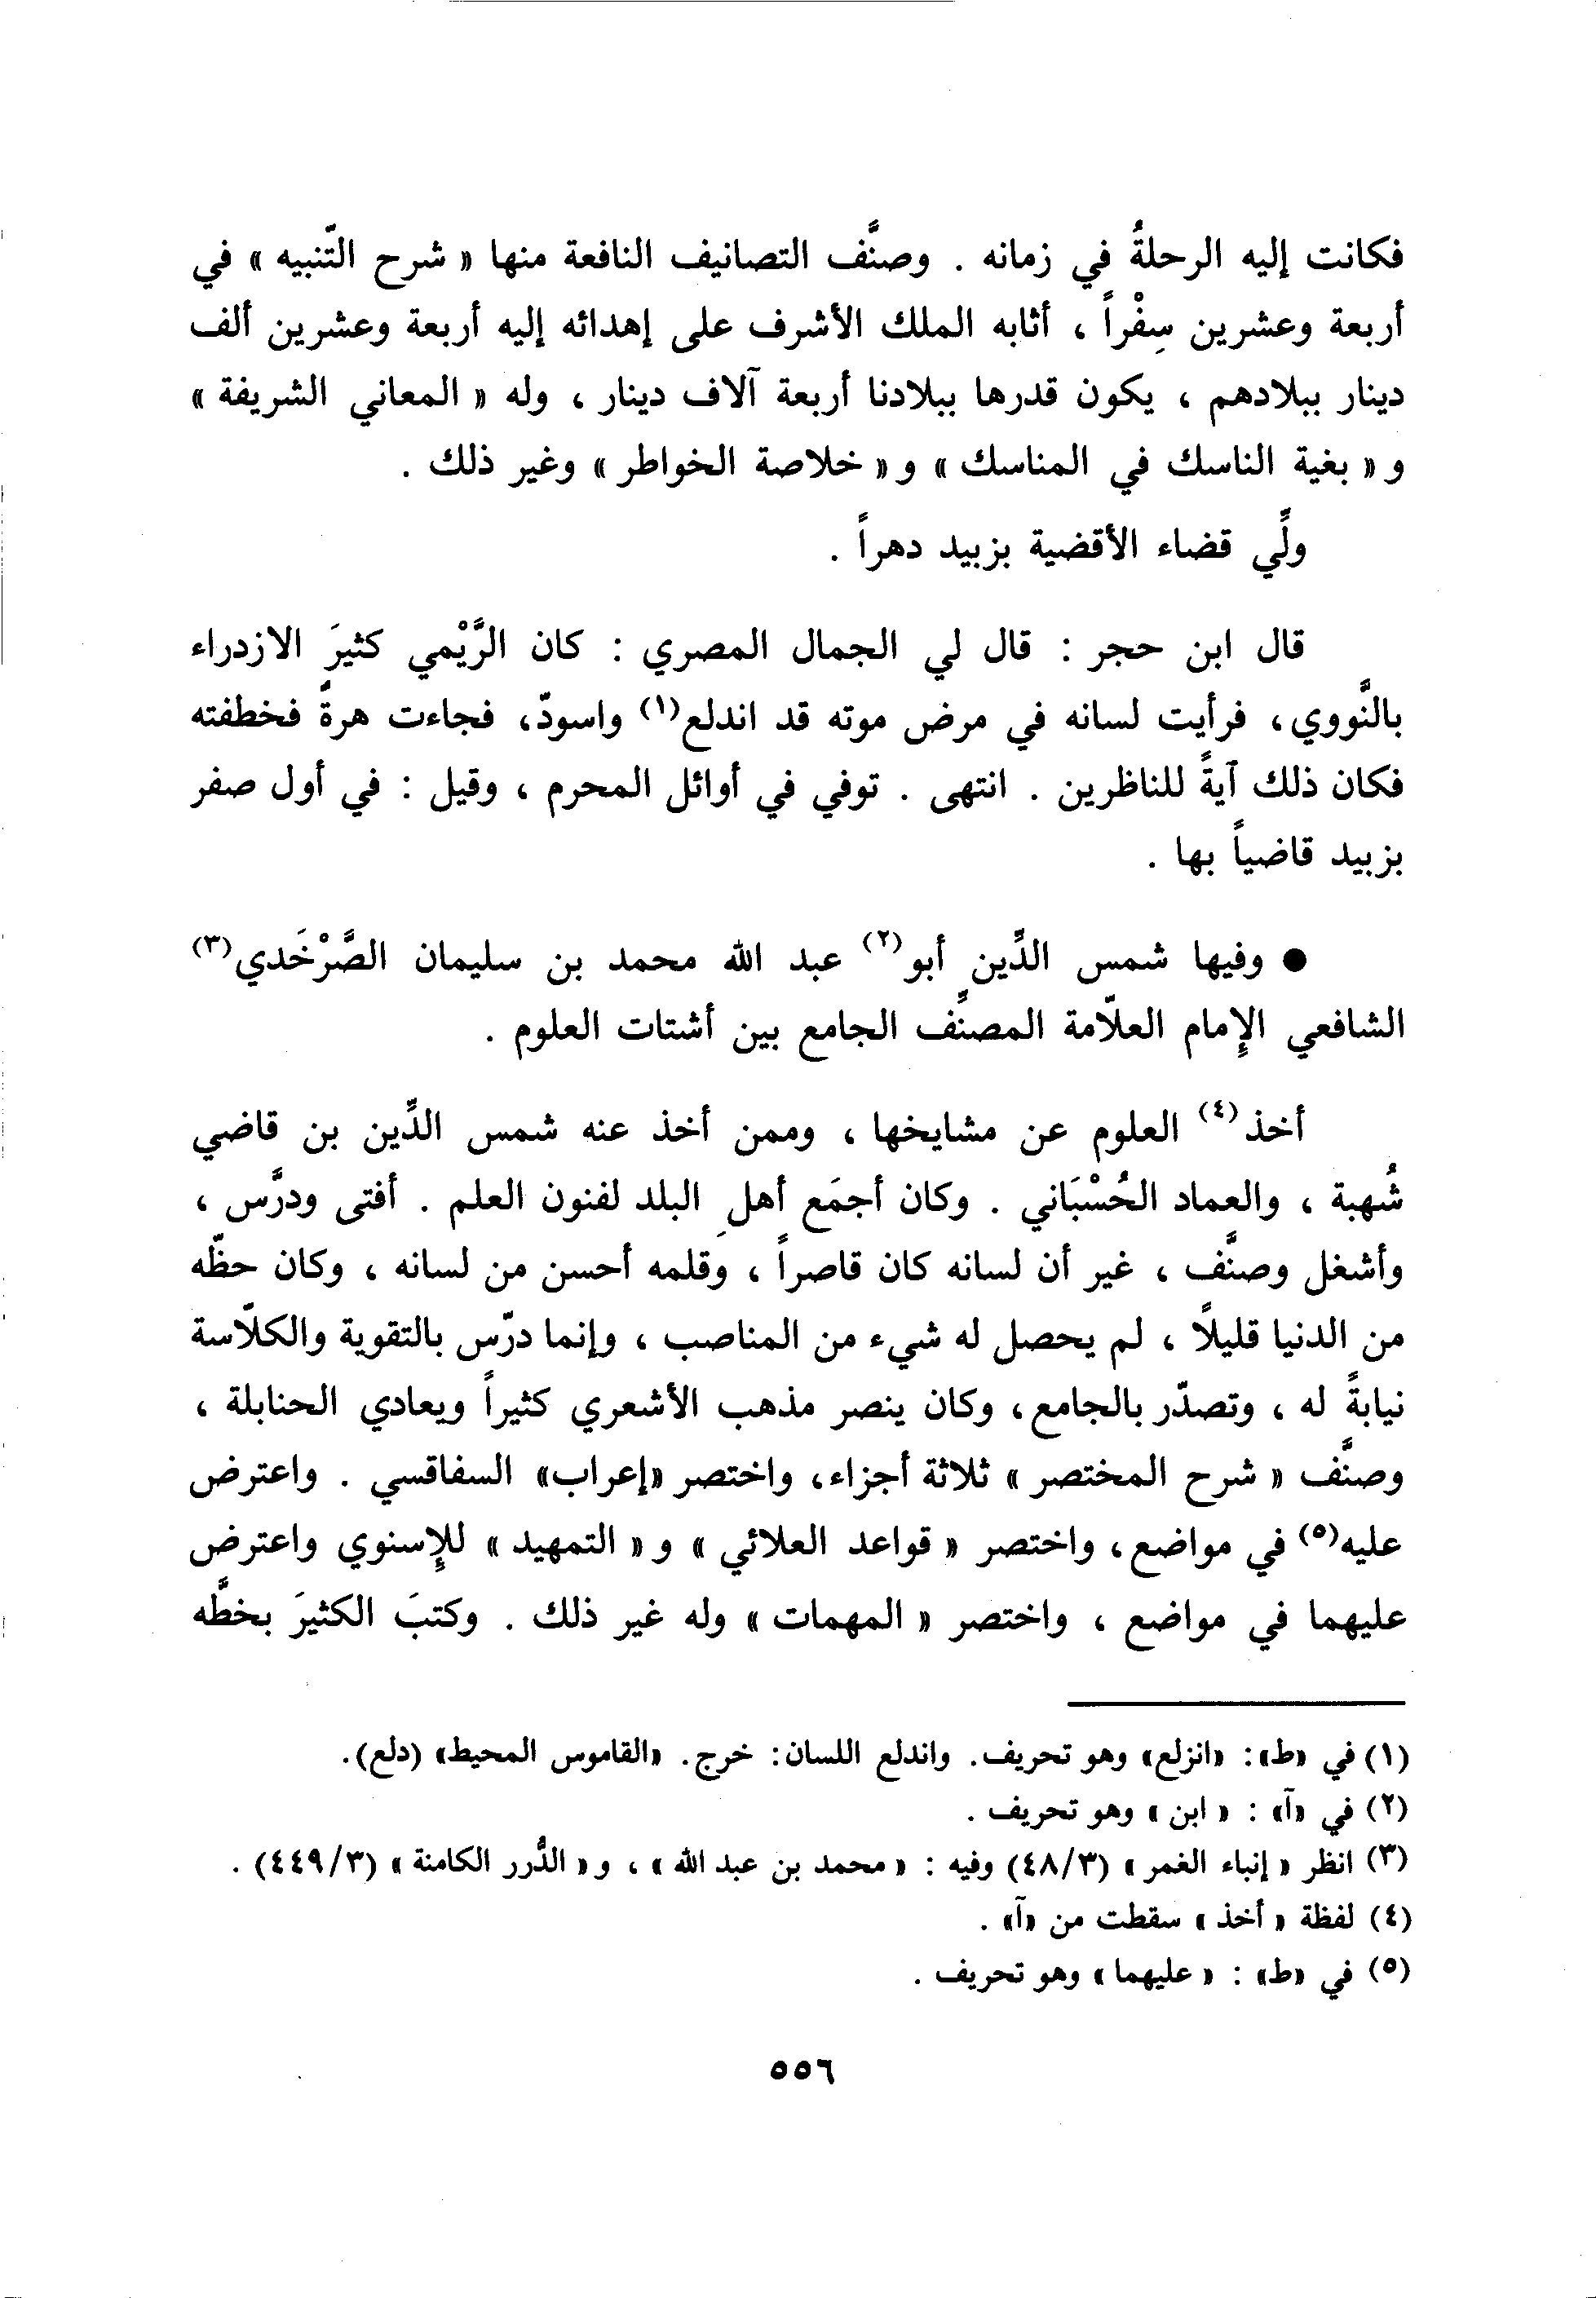 فكانت إليه الرحلةُ في زمانه . وصنَّف التصانيف النافعة منها « شرح التّنبيه » في
أربعة وعشرين سِفْراً ، أثابه الملك الأشرف على إهدائه إليه أربعة وعشرين ألف
دينار ببلادهم ، يكون قدرها ببلادنا أربعة آلاف دينار ، وله « المعاني الشريفة »
و « بغية الناسك في المناسك » و « خلاصة الخواطر » وغير ذلك .
ولِّي قضاء الأقضية بزبيد دهراً .
قال ابن حجر : قال لي الجمال المصري : كان الرَّيْمي كثيرَ الازدراء
بالنَّووي، فرأيت لسانه في مرض موته قد اندلع(١) واسودّ، فجاءت هرةٌ فخطفته
فكان ذلك آيةً للناظرين . انتهى . توفي في أوائل المحرم ، وقيل : في أول صفر
بزبيد قاضياً بها .
● وفيها شمس الدِّين أبو(٢) عبد الله محمد بن سليمان الصَّرْخَدي(٣)
الشافعي الإِمام العلّامة المصنِّف الجامع بين أشتات العلوم .
أخذ(٤) العلوم عن مشايخها ، وممن أخذ عنه شمس الدِّين بن قاضي
شُهبة ، والعماد الحُسْبَاني . وكان أجمَع أهلِ البلد لفنون العلم . أفتى ودرَّس ،
وأشغل وصنَّف ، غير أن لسانه كان قاصراً ، وقلمه أحسن من لسانه ، وكان حظّه
من الدنيا قليلاً ، لم يحصل له شيء من المناصب ، وإنما درّس بالتقوية والكلّاسة
نيابةً له ، وتصدّر بالجامع، وكان ينصر مذهب الأشعري كثيراً ويعادي الحنابلة ،
وصنَّف « شرح المختصر » ثلاثة أجزاء، واختصر «إعراب» السفاقسي . واعترض
عليه(٥) في مواضع، واختصر « قواعد العلائي » و « التمهيد » للإِسنوي واعترض
عليهما في مواضع ، واختصر « المهمات » وله غير ذلك . وكتبَ الكثيرَ بخطَّه
(١) في «ط»: «انزلع» وهو تحريف. واندلع اللسان: خرج. «القاموس المحيط» (دلع).
(٢) في «آ» : « ابن » وهو تحريف .
(٣) انظر « إنباء الغمر » (٤٨/٣) وفيه : « محمد بن عبد الله » ، و « الدُّرر الكامنة » (٤٤٩/٣) .
(٤) لفظة « أخذ » سقطت من «آ» .
(٥) في «ط» : « عليهما » وهو تحريف .
٥٥٦